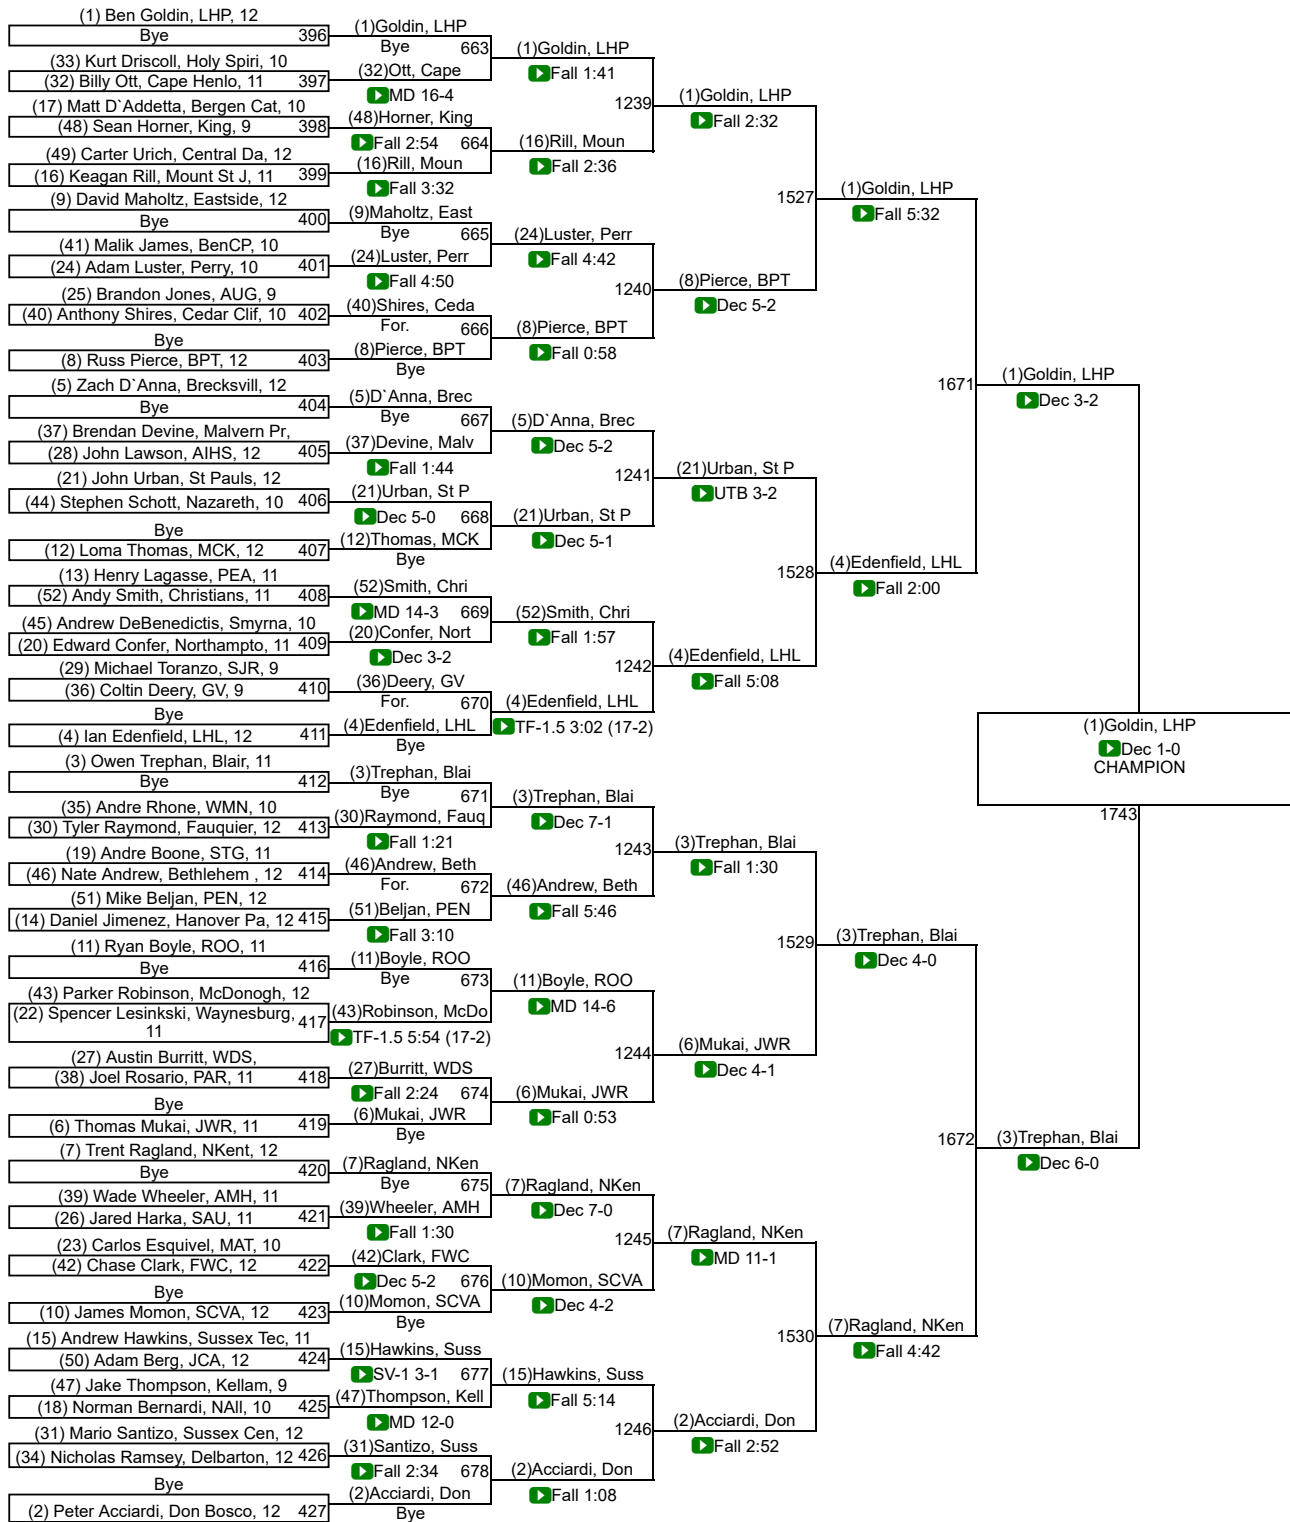 (1) Ben Goldin, LHP, 12
Bye 396
(33) Kurt Driscoll, Holy Spiri, 10
(32) Billy Ott, Cape Henlo, 11 397
(17) Matt D`Addetta, Bergen Cat, 10
(48) Sean Horner, King, 9 398
(49) Carter Urich, Central Da, 12
(16) Keagan Rill, Mount St J, 11 399
(9) David Maholtz, Eastside, 12
Bye 400
(41) Malik James, BenCP, 10
(24) Adam Luster, Perry, 10 401
(25) Brandon Jones, AUG, 9
(40) Anthony Shires, Cedar Clif, 10 402
Bye
(8) Russ Pierce, BPT, 12 403
(5) Zach D`Anna, Brecksvill, 12
Bye 404
(37) Brendan Devine, Malvern Pr,
(28) John Lawson, AIHS, 12 405
(21) John Urban, St Pauls, 12
(44) Stephen Schott, Nazareth, 10 406
Bye
(12) Loma Thomas, MCK, 12 407
(13) Henry Lagasse, PEA, 11
(52) Andy Smith, Christians, 11 408
(45) Andrew DeBenedictis, Smyrna, 10
(20) Edward Confer, Northampto, 11 409
(29) Michael Toranzo, SJR, 9
(36) Coltin Deery, GV, 9 410
Bye
(4) Ian Edenfield, LHL, 12 411
(3) Owen Trephan, Blair, 11
Bye 412
(35) Andre Rhone, WMN, 10
(30) Tyler Raymond, Fauquier, 12 413
(19) Andre Boone, STG, 11
(46) Nate Andrew, Bethlehem , 12 414
(51) Mike Beljan, PEN, 12
(14) Daniel Jimenez, Hanover Pa, 12 415
(11) Ryan Boyle, ROO, 11
Bye 416
(43) Parker Robinson, McDonogh, 12
(22) Spencer Lesinkski, Waynesburg,
11 417
(27) Austin Burritt, WDS,
(38) Joel Rosario, PAR, 11 418
Bye
(6) Thomas Mukai, JWR, 11 419
(7) Trent Ragland, NKent, 12
Bye 420
(39) Wade Wheeler, AMH, 11
(26) Jared Harka, SAU, 11 421
(23) Carlos Esquivel, MAT, 10
(42) Chase Clark, FWC, 12 422
Bye
(10) James Momon, SCVA, 12 423
(15) Andrew Hawkins, Sussex Tec, 11
(50) Adam Berg, JCA, 12 424
(47) Jake Thompson, Kellam, 9
(18) Norman Bernardi, NAll, 10 425
(31) Mario Santizo, Sussex Cen, 12
(34) Nicholas Ramsey, Delbarton, 12 426
Bye
(2) Peter Acciardi, Don Bosco, 12 427
(1)Goldin, LHP
Bye 663
(32)Ott, Cape
MD 16-4
(48)Horner, King
Fall 2:54 664
(16)Rill, Moun
Fall 3:32
(9)Maholtz, East
Bye 665
(24)Luster, Perr
Fall 4:50
(40)Shires, Ceda
For. 666
(8)Pierce, BPT
Bye
(5)D`Anna, Brec
Bye 667
(37)Devine, Malv
Fall 1:44
(21)Urban, St P
Dec 5-0 668
(12)Thomas, MCK
Bye
(52)Smith, Chri
MD 14-3 669
(20)Confer, Nort
Dec 3-2
(36)Deery, GV
For. 670
(4)Edenfield, LHL
Bye
(3)Trephan, Blai
Bye 671
(30)Raymond, Fauq
Fall 1:21
(46)Andrew, Beth
For. 672
(51)Beljan, PEN
Fall 3:10
(11)Boyle, ROO
Bye 673
(43)Robinson, McDo
TF-1.5 5:54 (17-2)
(27)Burritt, WDS
Fall 2:24 674
(6)Mukai, JWR
Bye
(7)Ragland, NKen
Bye 675
(39)Wheeler, AMH
Fall 1:30
(42)Clark, FWC
Dec 5-2 676
(10)Momon, SCVA
Bye
(15)Hawkins, Suss
SV-1 3-1 677
(47)Thompson, Kell
MD 12-0
(31)Santizo, Suss
Fall 2:34 678
(2)Acciardi, Don
Bye
(1)Goldin, LHP
Fall 1:41
1239
(16)Rill, Moun
Fall 2:36
(24)Luster, Perr
Fall 4:42
1240
(8)Pierce, BPT
Fall 0:58
(5)D`Anna, Brec
Dec 5-2
1241
(21)Urban, St P
Dec 5-1
(52)Smith, Chri
Fall 1:57
1242
(4)Edenfield, LHL
TF-1.5 3:02 (17-2)
(3)Trephan, Blai
Dec 7-1
1243
(46)Andrew, Beth
Fall 5:46
(11)Boyle, ROO
MD 14-6
1244
(6)Mukai, JWR
Fall 0:53
(7)Ragland, NKen
Dec 7-0
1245
(10)Momon, SCVA
Dec 4-2
(15)Hawkins, Suss
Fall 5:14
1246
(2)Acciardi, Don
Fall 1:08
(1)Goldin, LHP
Fall 2:32
1527
(8)Pierce, BPT
Dec 5-2
(21)Urban, St P
UTB 3-2
1528
(4)Edenfield, LHL
Fall 5:08
(3)Trephan, Blai
Fall 1:30
1529
(6)Mukai, JWR
Dec 4-1
(7)Ragland, NKen
MD 11-1
1530
(2)Acciardi, Don
Fall 2:52
(1)Goldin, LHP
Fall 5:32
1671
(4)Edenfield, LHL
Fall 2:00
(3)Trephan, Blai
Dec 4-0
1672
(7)Ragland, NKen
Fall 4:42
(1)Goldin, LHP
Dec 3-2
(3)Trephan, Blai
Dec 6-0
(1)Goldin, LHP
Dec 1-0
CHAMPION
1743